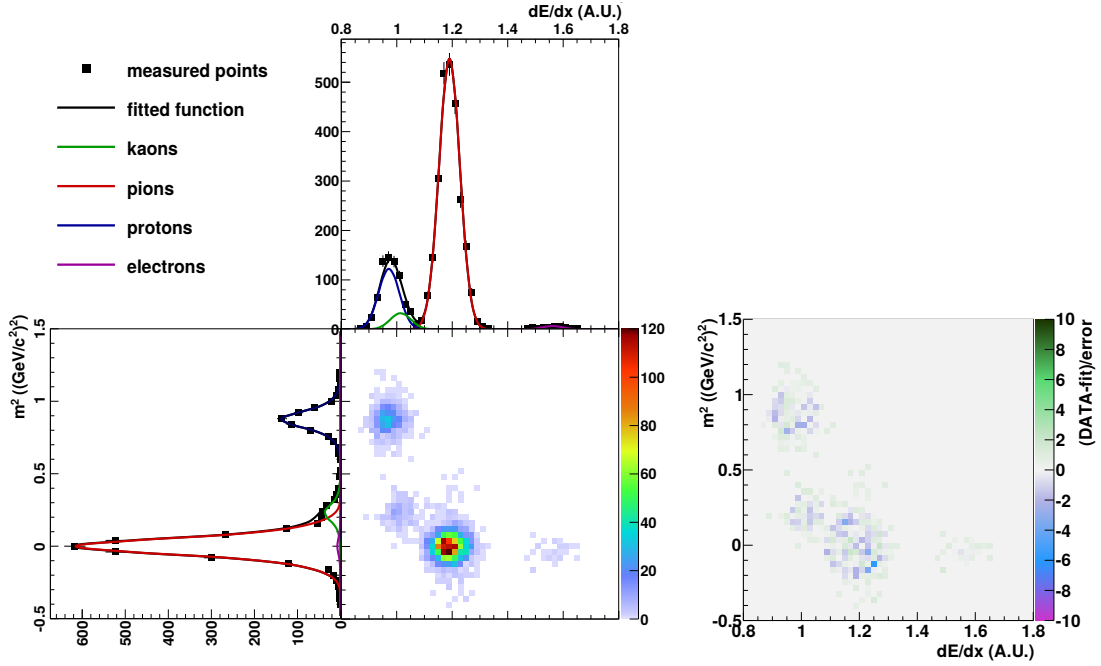 dE/dx (A.U.)
0.8 1 1.2 1.4 1.6 1.8
measured points
fitted function
kaons
pions
protons
electrons
500
400
300
200
100
0
m² ((GeV/c²)²)
1.5
1
0.5
0
-0.5
600 500 400 300 200 100 0
120
100
80
60
40
20
0
m² ((GeV/c²)²)
1.5
1
0.5
0
-0.5
0.8 1 1.2 1.4 1.6 1.8
dE/dx (A.U.)
10
8
6
4
2
0
-2
-4
-6
-8
-10
(DATA-fit)/error